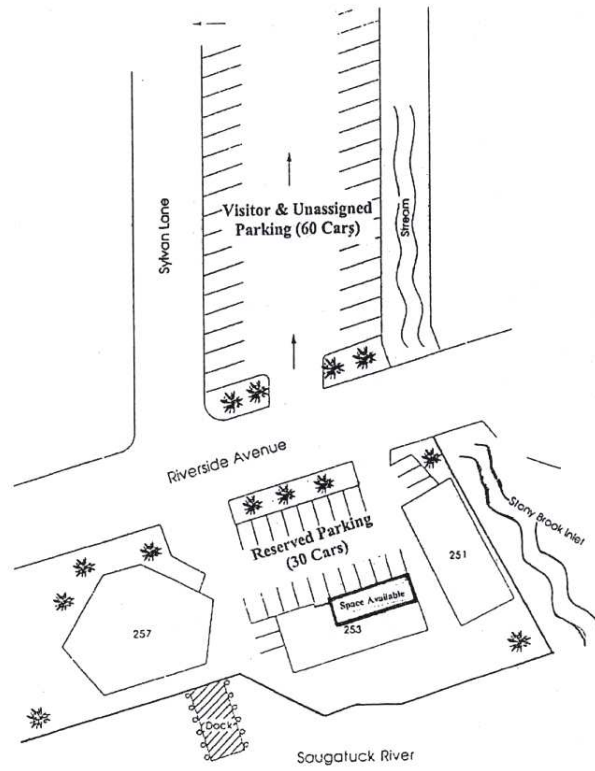 Sylvan Lane
Visitor & Unassigned
Parking (60 Cars)
Stream
Riverside Avenue
Reserved Parking
(30 Cars)
Stony Brook Inlet
251
Space Available
253
257
Dock
Saugatuck River